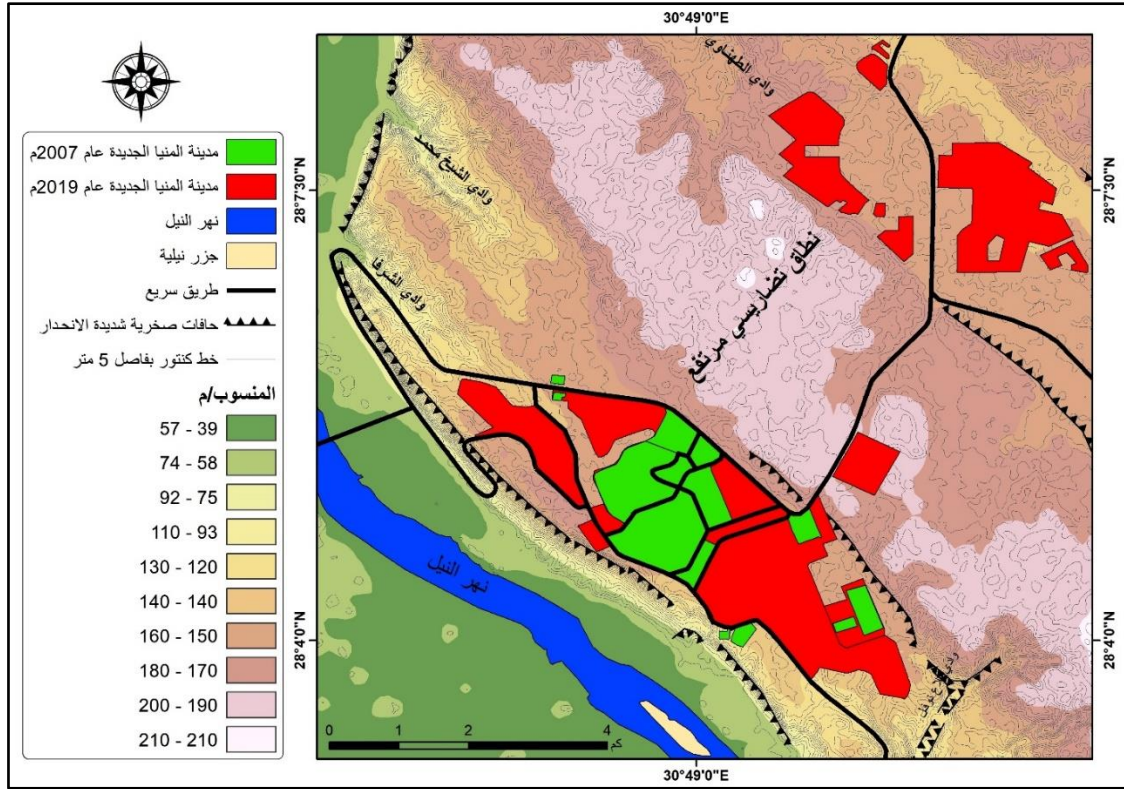 30°49'0"E
28°7'30"N
28°7'30"N
28°4'0"N
28°4'0"N
30°49'0"E
مدينة المنيا الجديدة عام 2007م
مدينة المنيا الجديدة عام 2019م
نهر النيل
جزر نيلية
طريق سريع
حافات صخرية شديدة الانحدار
خط كنتور بفاصل 5 متر
المنسوب/م
57 - 39
74 - 58
92 - 75
110 - 93
130 - 120
140 - 140
160 - 150
180 - 170
200 - 190
210 - 210
وادي الطهناوي
وادي الشيخ محمد
وادي الشرفا
نطاق تضاريسي مرتفع
نهر النيل
0 1 2 4
كم